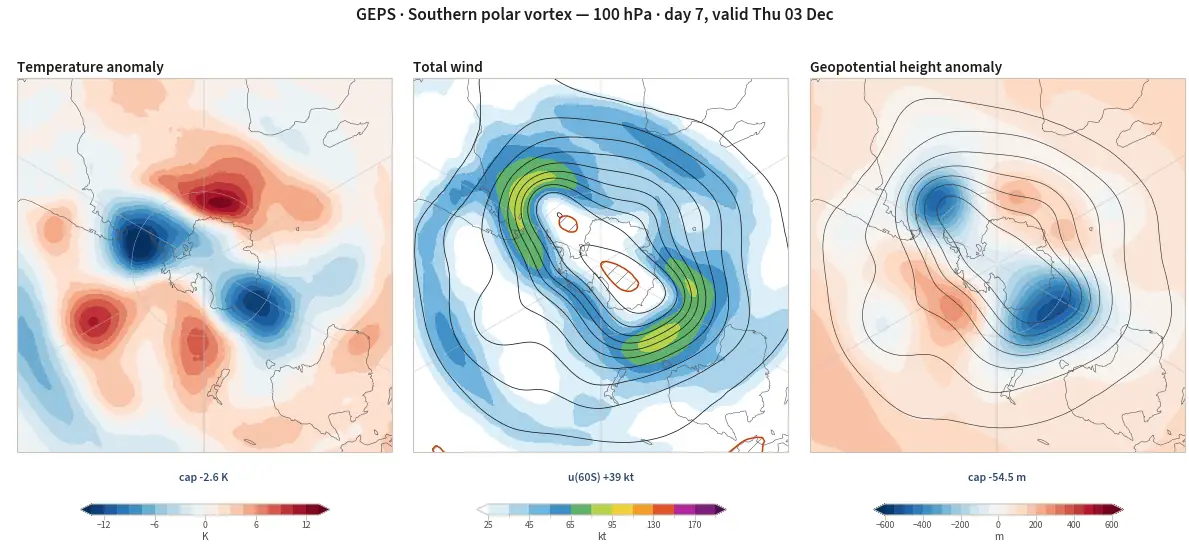 GEPS · Southern polar vortex — 100 hPa · day 7, valid Thu 03 Dec
Temperature anomaly
Total wind
Geopotential height anomaly
cap -2.6 K
u(60S) +39 kt
cap -54.5 m
−12 −6 0 6 12
K
25 45 65 95 130 170
kt
−600 −400 −200 0 200 400 600
m